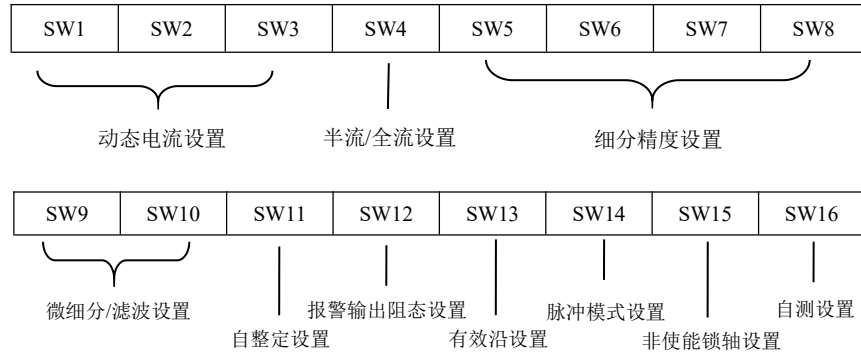 SW1 SW2 SW3 SW4 SW5 SW6 SW7 SW8
动态电流设置 半流/全流设置 细分精度设置
SW9 SW10 SW11 SW12 SW13 SW14 SW15 SW16
微细分/滤波设置 报警输出阻态设置 脉冲模式设置 自测设置
自整定设置 有效沿设置 非使能锁轴设置